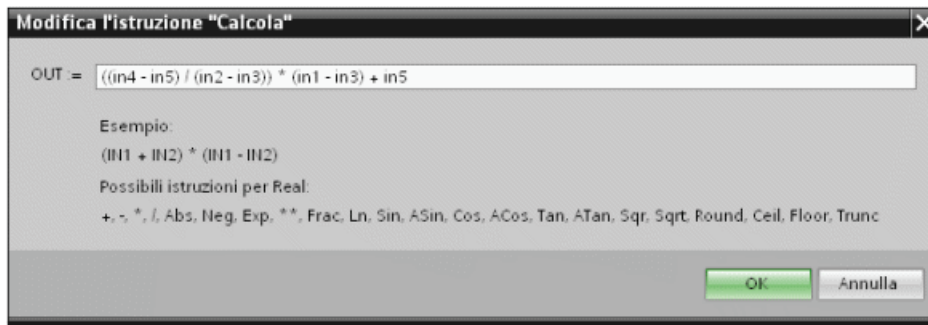 Modifica l'istruzione "Calcola"
OUT := ((in4 - in5) / (in2 - in3)) * (in1 - in3) + in5
Esempio:
(IN1 + IN2) * (IN1 - IN2)
Possibili istruzioni per Real:
+, -, *, /, Abs, Neg, Exp, **, Frac, Ln, Sin, ASin, Cos, ACos, Tan, ATan, Sqr, Sqrt, Round, Ceil, Floor, Trunc
OK Annulla